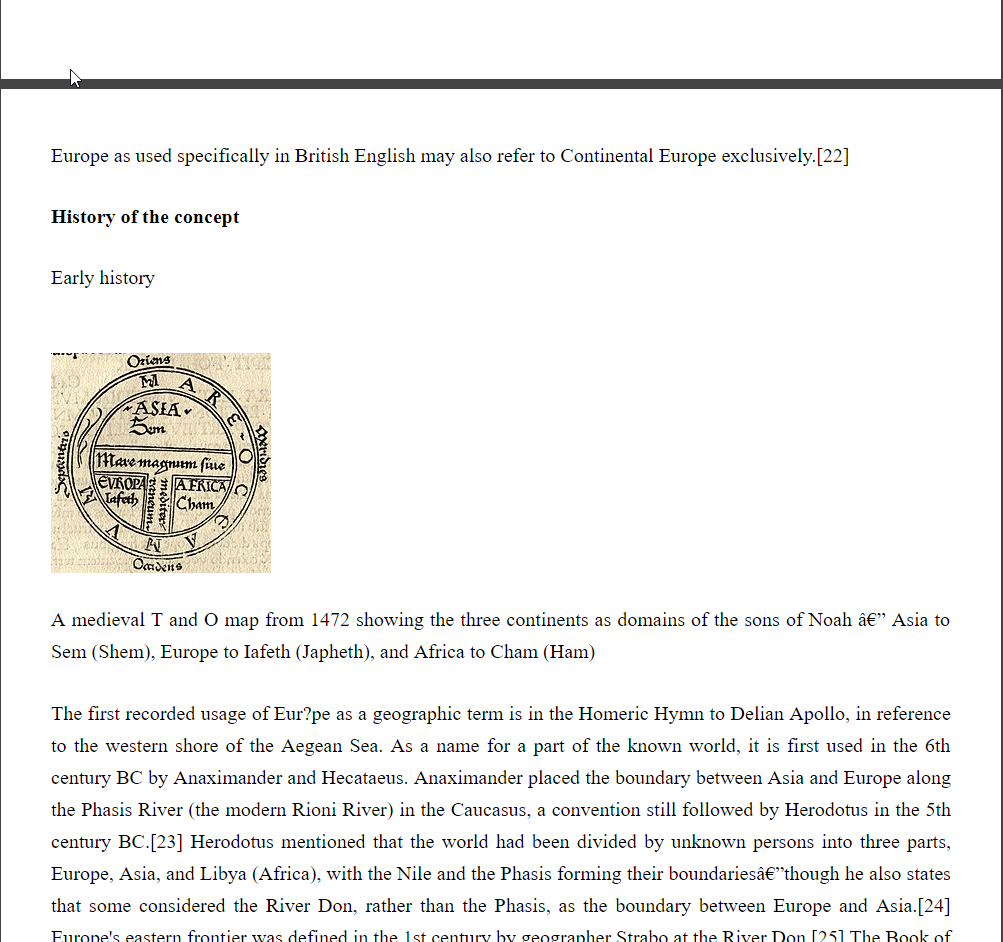 Europe as used specifically in British English may also refer to Continental Europe exclusively.[22]
History of the concept
Early history
Oriens
MARE OCEANVM
ASIA
Sem
Septentrio
Meridies
Mare magnum siue
mediterraneum
EVROPA
Iafeth
AFRICA
Cham
Occidens
A medieval T and O map from 1472 showing the three continents as domains of the sons of Noah â€” Asia to
Sem (Shem), Europe to Iafeth (Japheth), and Africa to Cham (Ham)
The first recorded usage of Eur?pe as a geographic term is in the Homeric Hymn to Delian Apollo, in reference
to the western shore of the Aegean Sea. As a name for a part of the known world, it is first used in the 6th
century BC by Anaximander and Hecataeus. Anaximander placed the boundary between Asia and Europe along
the Phasis River (the modern Rioni River) in the Caucasus, a convention still followed by Herodotus in the 5th
century BC.[23] Herodotus mentioned that the world had been divided by unknown persons into three parts,
Europe, Asia, and Libya (Africa), with the Nile and the Phasis forming their boundariesâ€”though he also states
that some considered the River Don, rather than the Phasis, as the boundary between Europe and Asia.[24]
Europe's eastern frontier was defined in the 1st century by geographer Strabo at the River Don.[25] The Book of